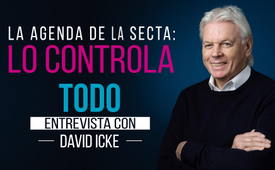 LA AGENDA DE LA SECTA:
LO CONTROLA
TODO
ENTREVISTA CON
DAVID ICKE